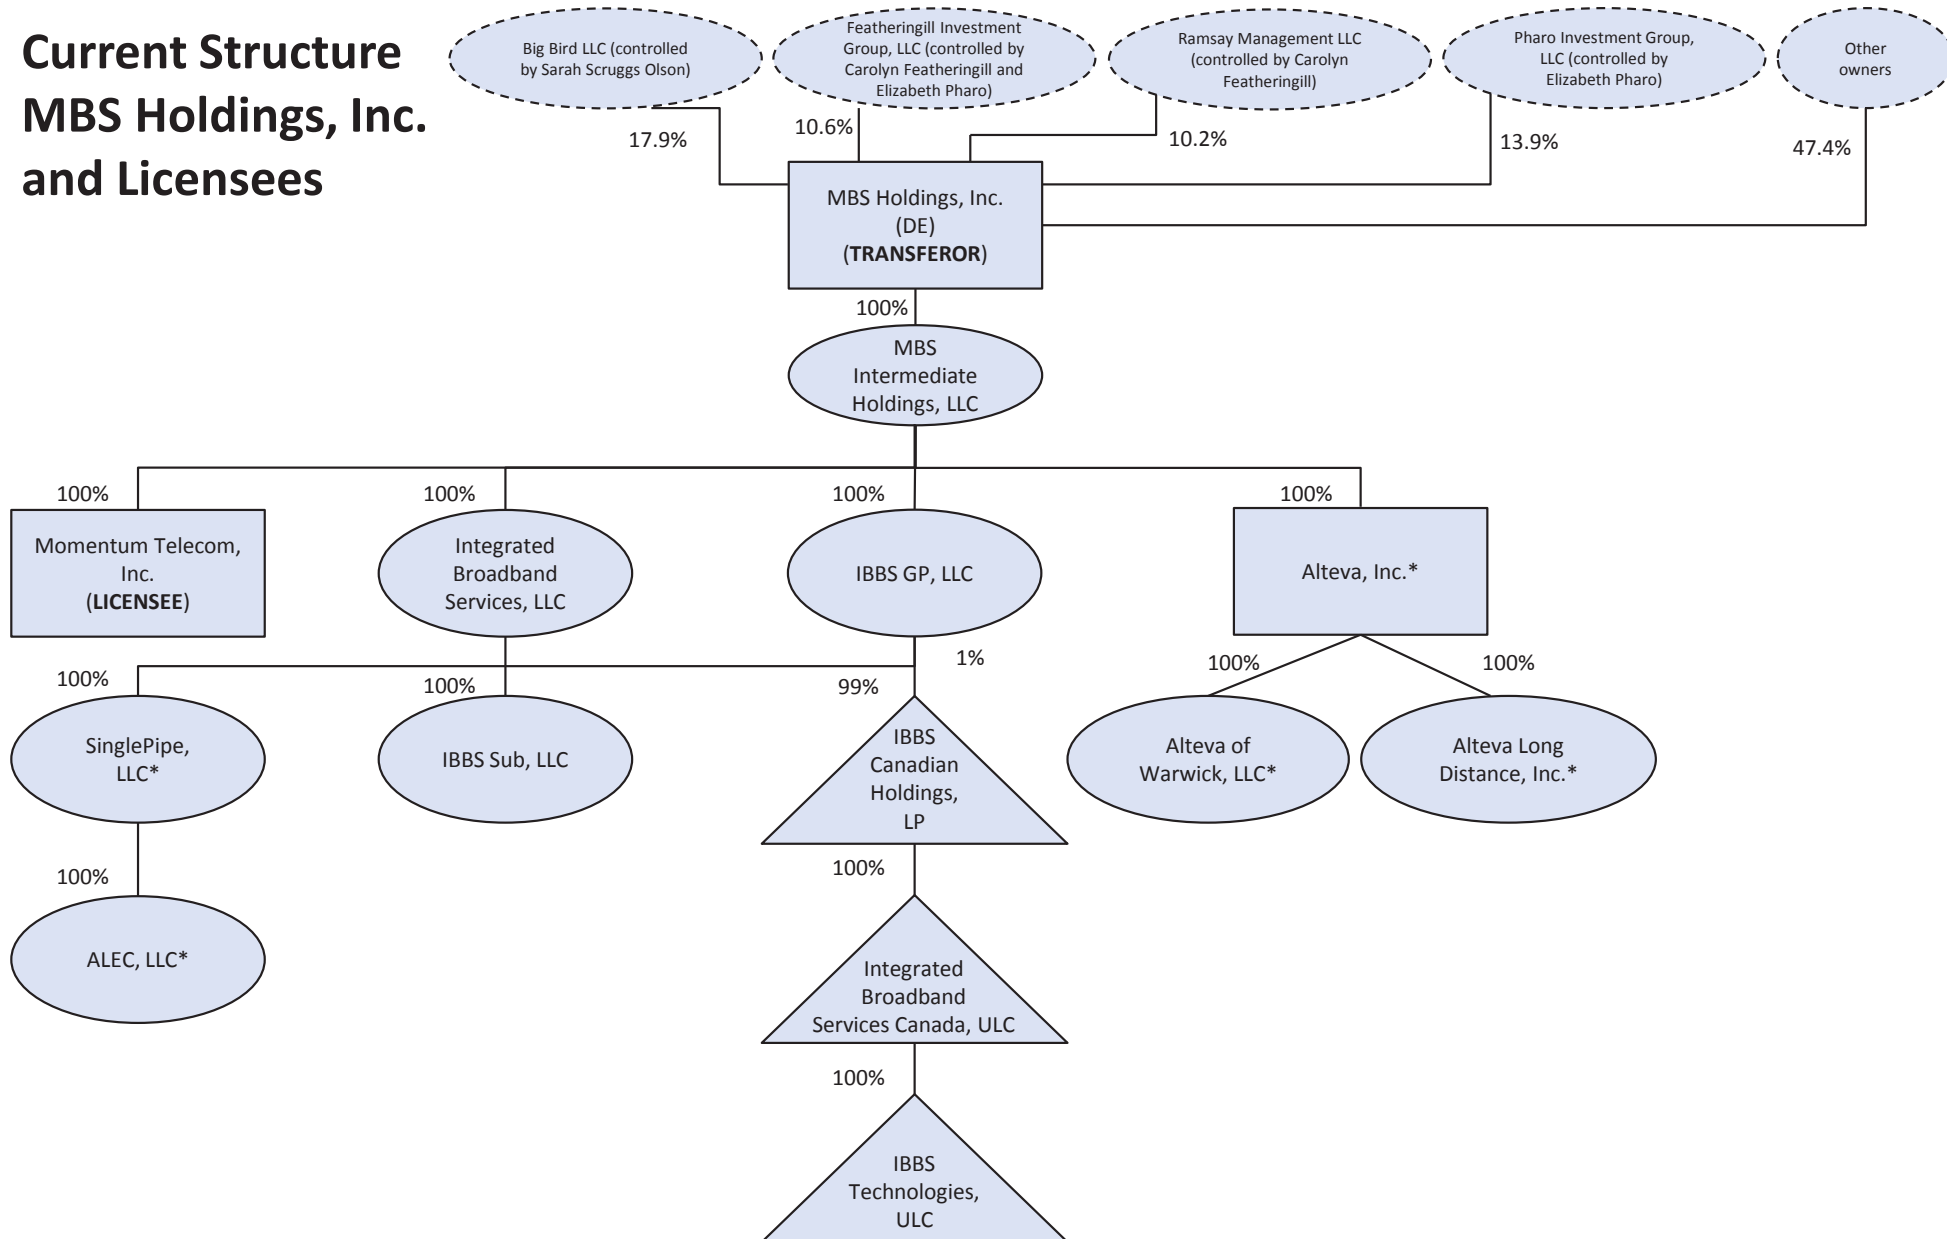 Current Structure
MBS Holdings, Inc.
and Licensees
Big Bird LLC (controlled
by Sarah Scruggs Olson)
Featheringill Investment
Group, LLC (controlled by
Carolyn Featheringill and
Elizabeth Pharo)
Ramsay Management LLC
(controlled by Carolyn
Featheringill)
Pharo Investment Group,
LLC (controlled by
Elizabeth Pharo)
Other
owners
17.9%
10.6%
10.2%
13.9%
47.4%
MBS Holdings, Inc.
(DE)
(TRANSFEROR)
100%
MBS
Intermediate
Holdings, LLC
100%
100%
100%
100%
Momentum Telecom,
Inc.
(LICENSEE)
Integrated
Broadband
Services, LLC
IBBS GP, LLC
Alteva, Inc.*
100%
100%
99%
1%
100%
100%
SinglePipe,
LLC*
IBBS Sub, LLC
IBBS
Canadian
Holdings,
LP
Alteva of
Warwick, LLC*
Alteva Long
Distance, Inc.*
100%
100%
ALEC, LLC*
Integrated
Broadband
Services Canada, ULC
100%
IBBS
Technologies,
ULC